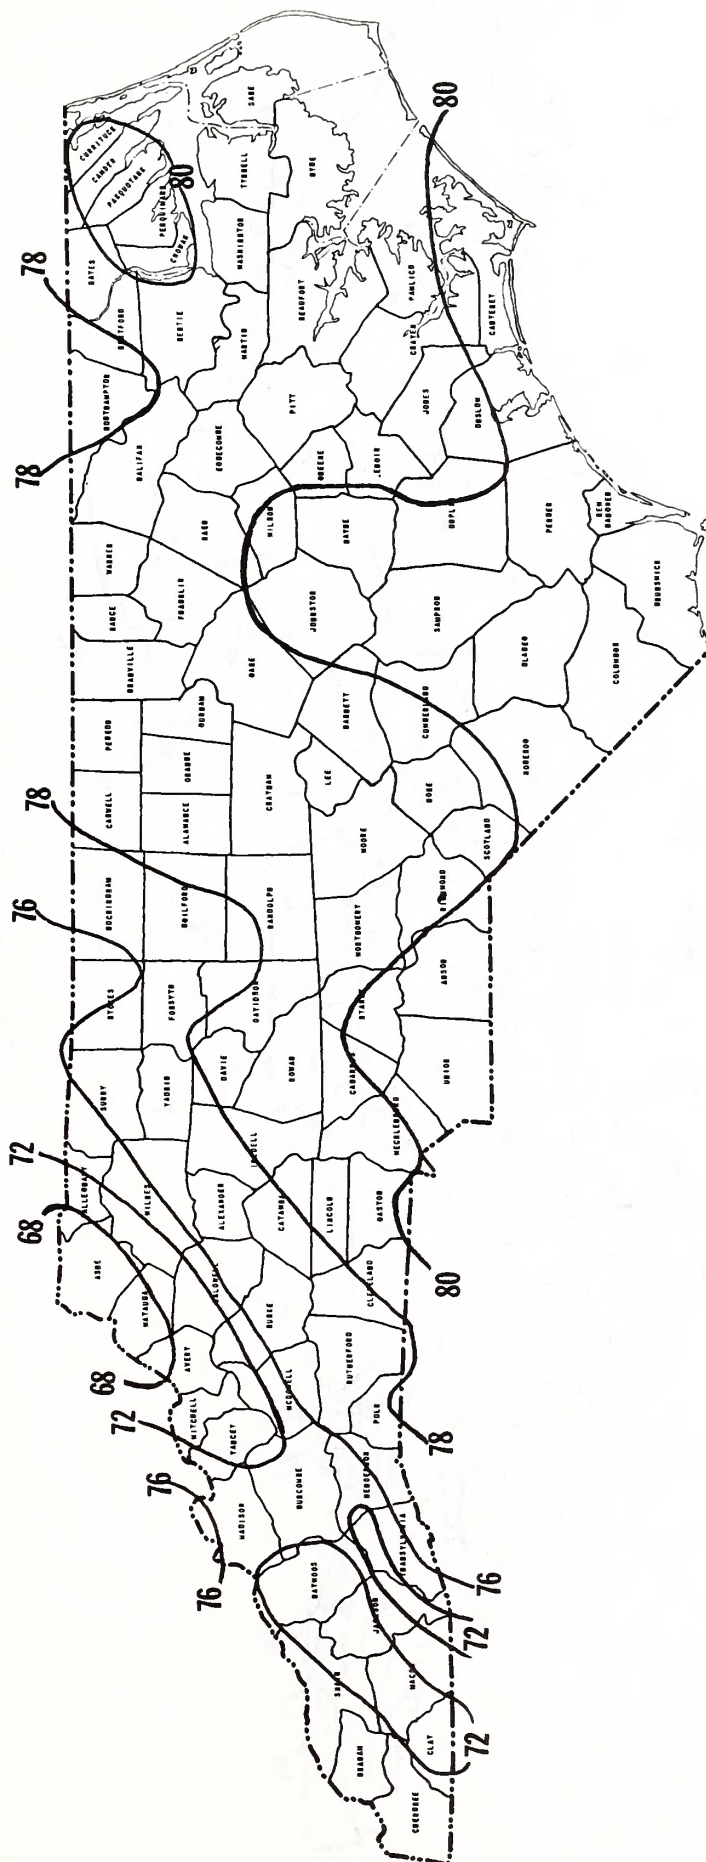 80
80
78
78
78
76
72
68
68
72
76
76
72
72
76
78
80
CURRITUCK
CAMDEN
PASQUOTANK
PERQUIMANS
CHOWAN
GATES
HERTFORD
BERTIE
DARE
TYRRELL
WASHINGTON
HYDE
MARTIN
BEAUFORT
PAMLICO
CRAVEN
CARTERET
NORTHAMPTON
HALIFAX
EDGECOMBE
PITT
GREENE
LENOIR
JONES
ONSLOW
WARREN
NASH
WILSON
WAYNE
DUPLIN
PENDER
NEW HANOVER
BRUNSWICK
VANCE
FRANKLIN
JOHNSTON
SAMPSON
BLADEN
COLUMBUS
GRANVILLE
WAKE
HARNETT
CUMBERLAND
ROBESON
PERSON
DURHAM
ORANGE
CHATHAM
LEE
HOKE
SCOTLAND
CASWELL
ALAMANCE
MOORE
RICHMOND
ROCKINGHAM
GUILFORD
RANDOLPH
MONTGOMERY
ANSON
STOKES
FORSYTH
DAVIDSON
STANLY
UNION
SURRY
YADKIN
DAVIE
ROWAN
CABARRUS
MECKLENBURG
ALLEGHANY
WILKES
ALEXANDER
IREDELL
CATAWBA
LINCOLN
GASTON
ASHE
WATAUGA
CALDWELL
BURKE
CLEVELAND
AVERY
MITCHELL
YANCEY
MCDOWELL
RUTHERFORD
POLK
MADISON
BUNCOMBE
HENDERSON
TRANSYLVANIA
HAYWOOD
JACKSON
SWAIN
MACON
GRAHAM
CLAY
CHEROKEE